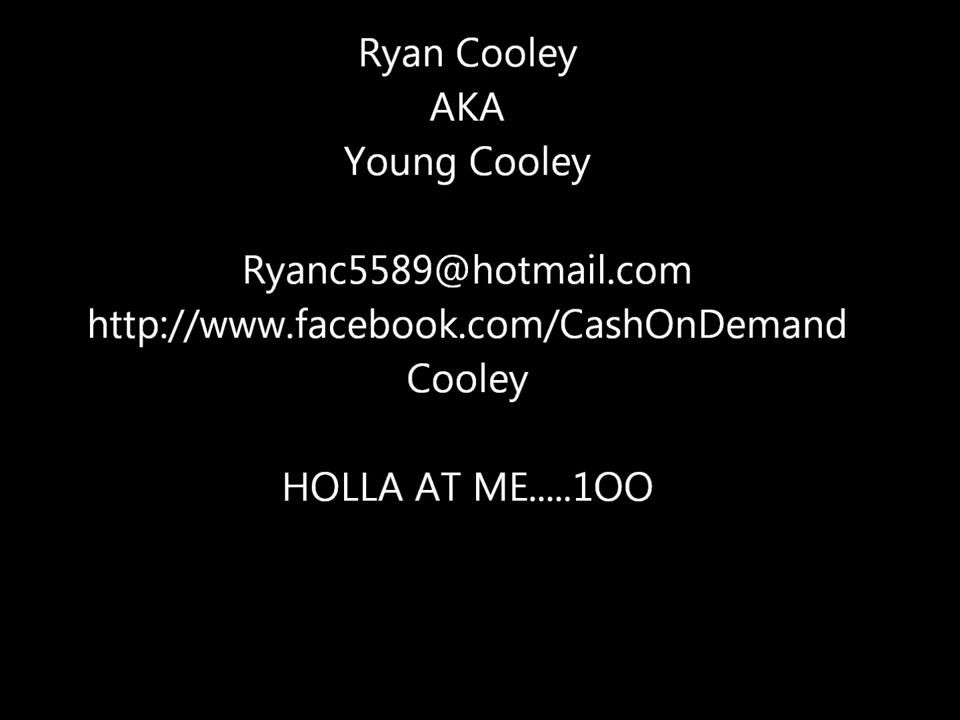 Ryan Cooley
AKA
Young Cooley
Ryanc5589@hotmail.com
http://www.facebook.com/CashOnDemand
Cooley
HOLLA AT ME.....1OO